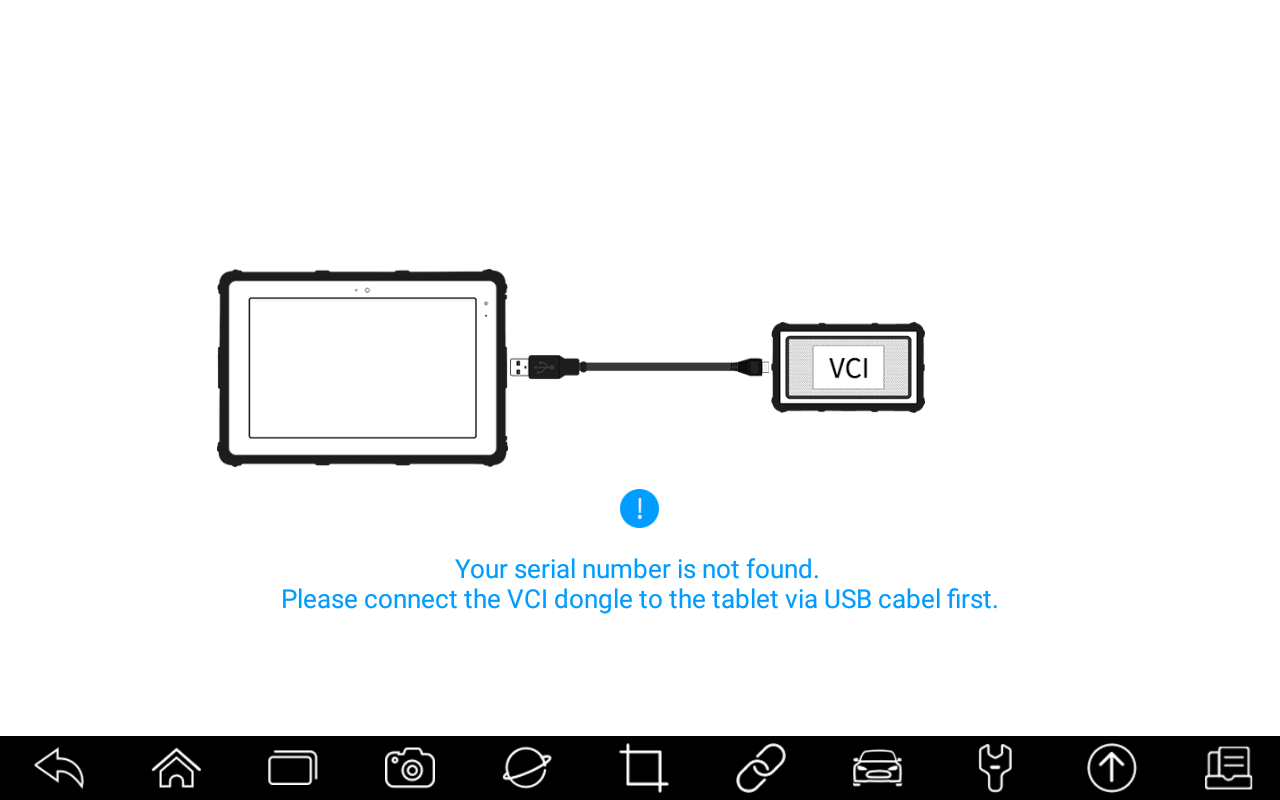 VCI
!
Your serial number is not found.
Please connect the VCI dongle to the tablet via USB cabel first.